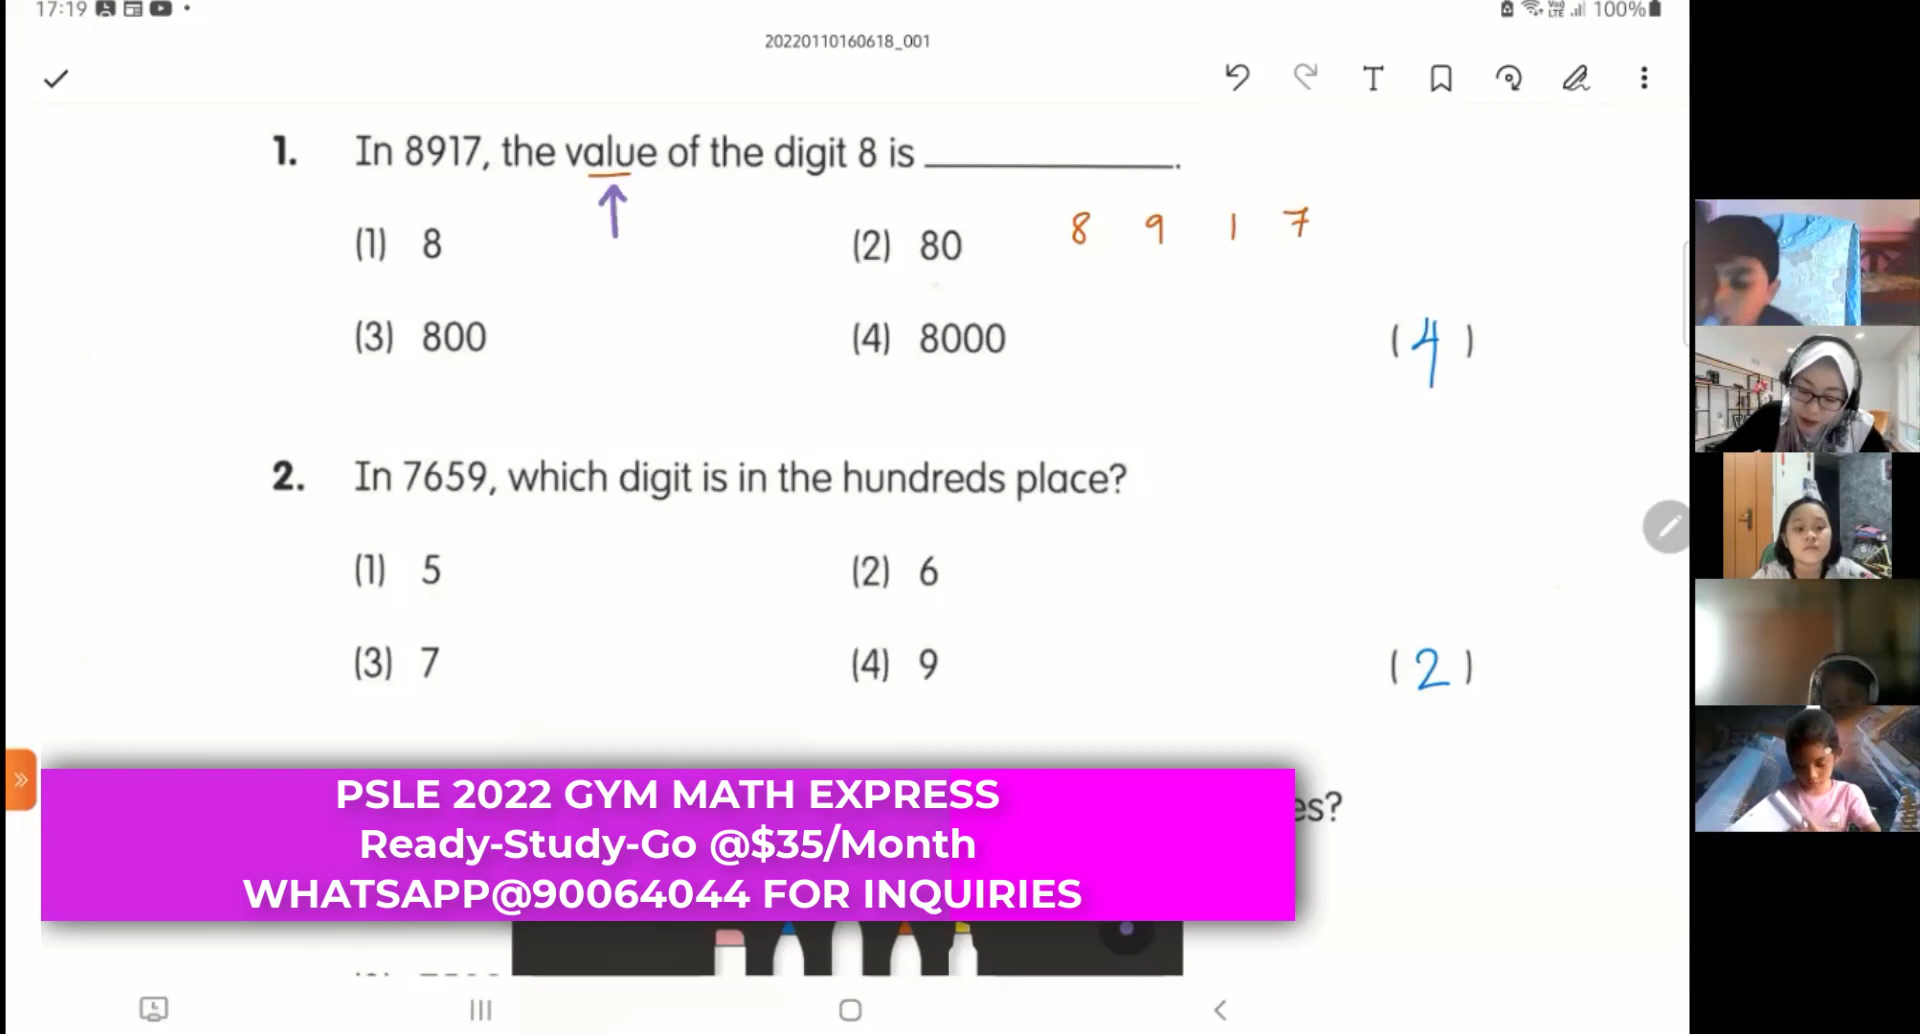 17:19
100%
20220110160618_001
T
1. In 8917, the value of the digit 8 is ____________.
8 9 1 7
(1) 8
(2) 80
(3) 800
(4) 8000
( 4 )
2. In 7659, which digit is in the hundreds place?
(1) 5
(2) 6
(3) 7
(4) 9
( 2 )
es?
PSLE 2022 GYM MATH EXPRESS
Ready-Study-Go @$35/Month
WHATSAPP@90064044 FOR INQUIRIES